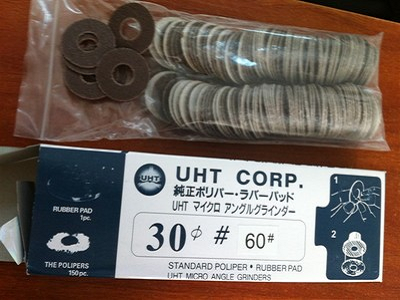 UHT
UHT CORP.
純正ポリパー・ラバーパッド
UHT マイクロ アングルグラインダー
RUBBER PAD
1pc.
30φ # 60#
THE POLIPERS
150pc.
STANDARD POLIPER • RUBBER PAD
UHT MICRO ANGLE GRINDERS
1
2